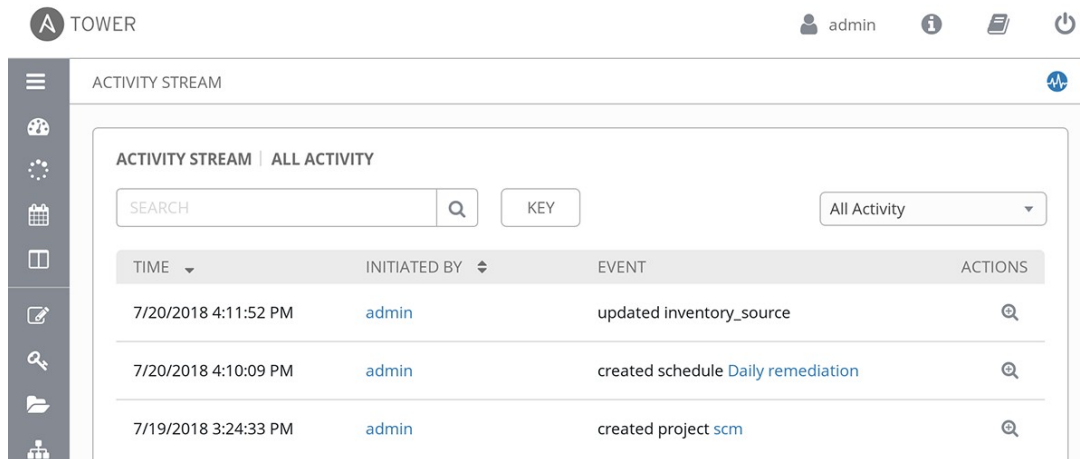 A TOWER admin
ACTIVITY STREAM
ACTIVITY STREAM | ALL ACTIVITY
SEARCH KEY All Activity
TIME INITIATED BY EVENT ACTIONS
7/20/2018 4:11:52 PM admin updated inventory_source
7/20/2018 4:10:09 PM admin created schedule Daily remediation
7/19/2018 3:24:33 PM admin created project scm